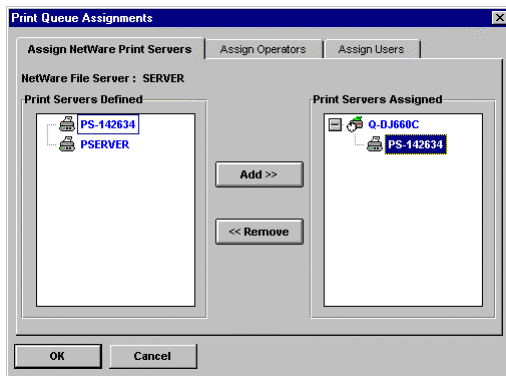 Print Queue Assignments
Assign NetWare Print Servers
Assign Operators
Assign Users
NetWare File Server : SERVER
Print Servers Defined
Print Servers Assigned
PS-142634
PSERVER
Q-DJ660C
PS-142634
Add >>
<< Remove
OK
Cancel